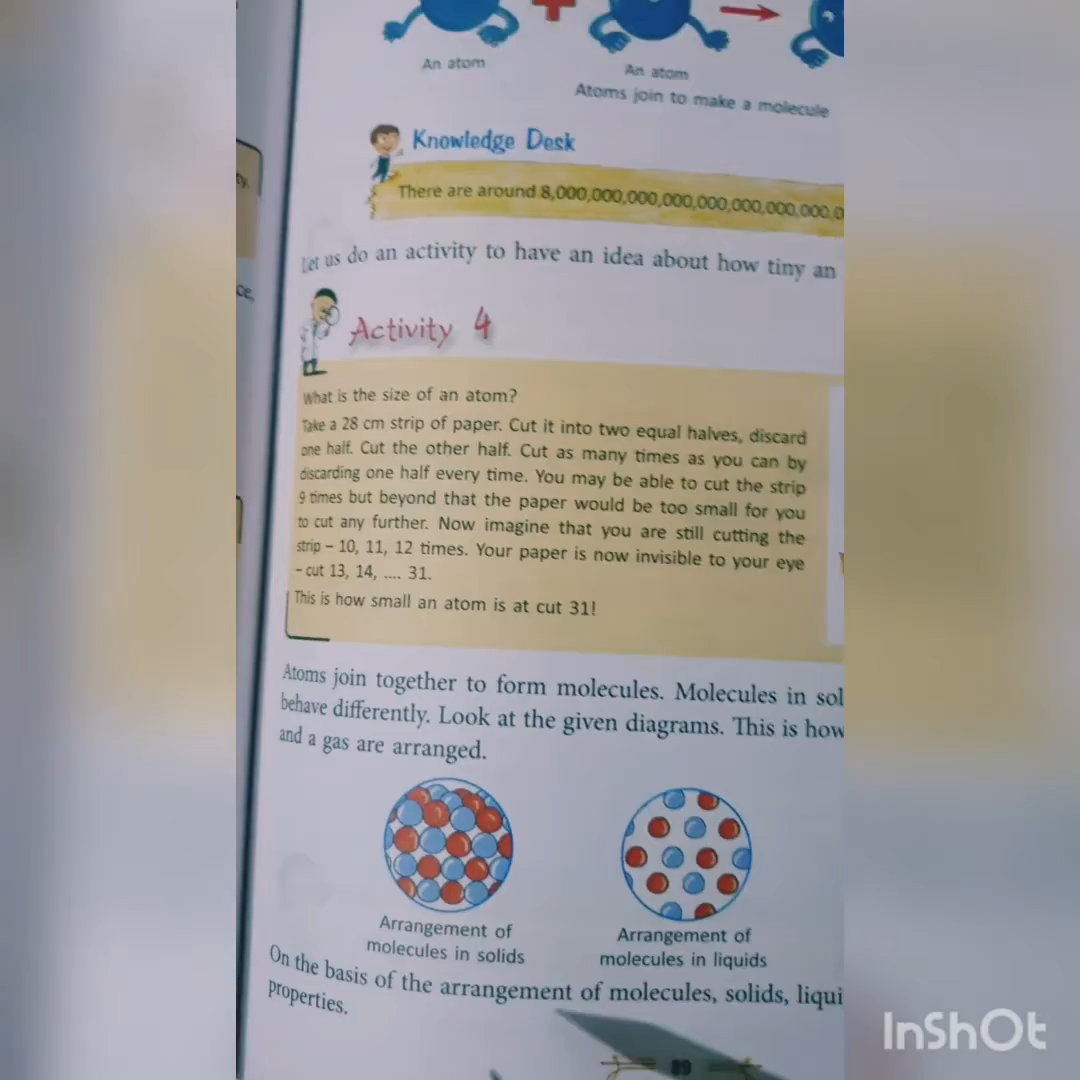 An atom
An atom
Atoms join to make a molecule
Knowledge Desk
There are around 8,000,000,000,000,000,000,000,000,0
Let us do an activity to have an idea about how tiny an
Activity 4
What is the size of an atom?
Take a 28 cm strip of paper. Cut it into two equal halves, discard
one half. Cut the other half. Cut as many times as you can by
discarding one half every time. You may be able to cut the strip
9 times but beyond that the paper would be too small for you
to cut any further. Now imagine that you are still cutting the
strip – 10, 11, 12 times. Your paper is now invisible to your eye
– cut 13, 14, .... 31.
This is how small an atom is at cut 31!
Atoms join together to form molecules. Molecules in sol
behave differently. Look at the given diagrams. This is how
and a gas are arranged.
Arrangement of
molecules in solids
Arrangement of
molecules in liquids
On the basis of the arrangement of molecules, solids, liqui
properties.
89
InShOt